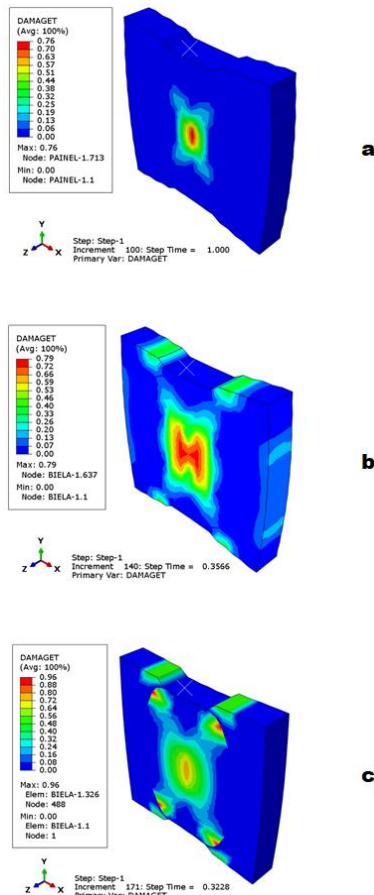 DAMAGET
(Avg: 100%)
0.76
0.70
0.63
0.57
0.51
0.44
0.38
0.32
0.25
0.19
0.13
0.06
0.00
Max: 0.76
Node: PAINEL-1.713
Min: 0.00
Node: PAINEL-1.1
a
Y
Z X
Step: Step-1
Increment 100: Step Time = 1.000
Primary Var: DAMAGET
DAMAGET
(Avg: 100%)
0.79
0.72
0.66
0.59
0.53
0.46
0.40
0.33
0.26
0.20
0.13
0.07
0.00
Max: 0.79
Node: BIELA-1.637
Min: 0.00
Node: BIELA-1.1
b
Y
Z X
Step: Step-1
Increment 140: Step Time = 0.3566
Primary Var: DAMAGET
DAMAGET
(Avg: 100%)
0.96
0.88
0.80
0.72
0.64
0.56
0.48
0.40
0.32
0.24
0.16
0.08
0.00
Max: 0.96
Elem: BIELA-1.326
Node: 488
Min: 0.00
Elem: BIELA-1.1
Node: 1
c
Y
Z X
Step: Step-1
Increment 171: Step Time = 0.3228
Primary Var: DAMAGET